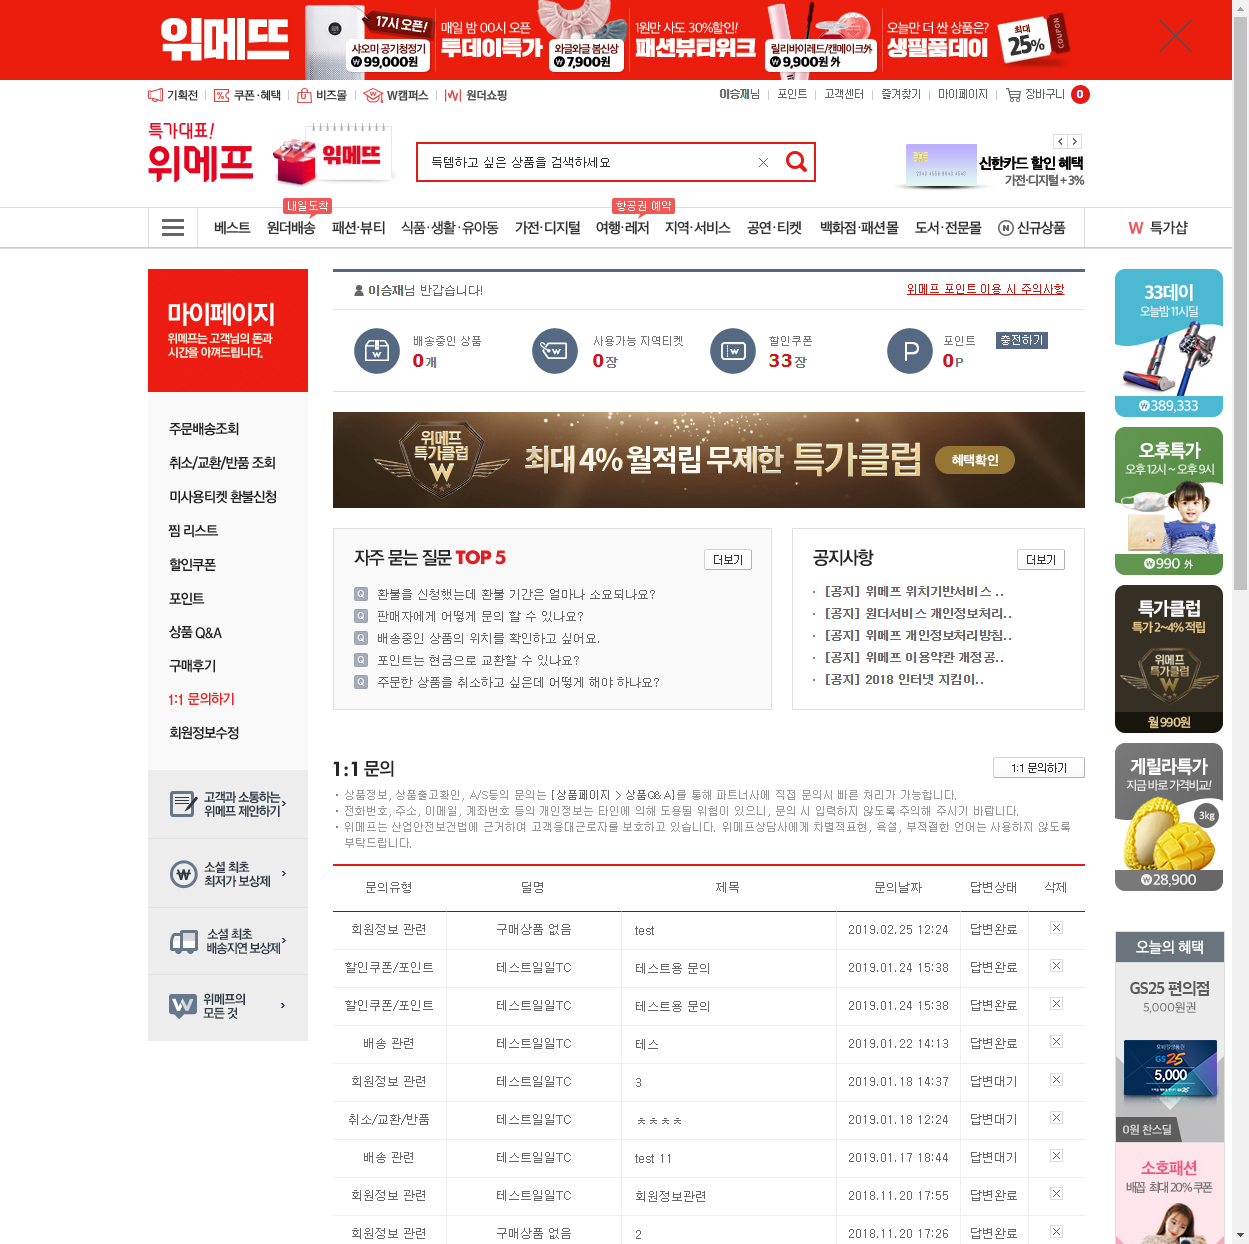 위메뜨
17시 오픈!
샤오미 공기청정기
₩99,000원
매일 밤 00시 오픈
투데이특가
와글와글 봄신상
₩7,900원
1원만 사도 30%할인!
패션뷰티위크
릴리바이레드/캔메이크外
₩9,900원 외
오늘만 더 싼 상품은?
생필품데이
최대
25%
COUPON
기획전
쿠폰·혜택
비즈몰
W캠퍼스
원더쇼핑
이승재님
포인트
고객센터
즐겨찾기
마이페이지
장바구니
0
특가대표!
위메프
위메뜨
득템하고 싶은 상품을 검색하세요
신한카드 할인 혜택
가전·디지털 +3%
내일도착
항공권 예약
베스트
원더배송
패션·뷰티
식품·생활·유아동
가전·디지털
여행·레저
지역·서비스
공연·티켓
백화점·패션몰
도서·전문몰
N 신규상품
W 특가샵
마이페이지
위메프는 고객님의 돈과
시간을 아껴드립니다.
주문배송조회
취소/교환/반품 조회
미사용티켓 환불신청
찜 리스트
할인쿠폰
포인트
상품 Q&A
구매후기
1:1 문의하기
회원정보수정
고객과 소통하는
위메프 제안하기
소셜 최초
최저가 보상제
소셜 최초
배송지연 보상제
위메프의
모든 것
이승재님 반갑습니다!
위메프 포인트 이용 시 주의사항
배송중인 상품
0개
사용가능 지역티켓
0장
할인쿠폰
33장
포인트
0P
충전하기
위메프
특가클럽
W
최대 4% 월적립 무제한 특가클럽
혜택확인
자주 묻는 질문 TOP 5
더보기
Q 환불을 신청했는데 환불 기간은 얼마나 소요되나요?
Q 판매자에게 어떻게 문의 할 수 있나요?
Q 배송중인 상품의 위치를 확인하고 싶어요.
Q 포인트는 현금으로 교환할 수 있나요?
Q 주문한 상품을 취소하고 싶은데 어떻게 해야 하나요?
공지사항
더보기
· [공지] 위메프 위치기반서비스 ..
· [공지] 원더서비스 개인정보처리..
· [공지] 위메프 개인정보처리방침..
· [공지] 위메프 이용약관 개정 공..
· [공지] 2018 인터넷 지킴이..
1:1 문의
1:1 문의하기
· 상품정보, 상품출고확인, A/S등의 문의는 [상품페이지 > 상품Q&A]를 통해 파트너사에 직접 문의시 빠른 처리가 가능합니다.
· 전화번호, 주소, 이메일, 계좌번호 등의 개인정보는 타인에 의해 도용될 위험이 있으니, 문의 시 입력하지 않도록 주의해 주시기 바랍니다.
· 위메프는 산업안전보건법에 근거하여 고객응대근로자를 보호하고 있습니다. 위메프상담사에게 차별적표현, 욕설, 부적절한 언어는 사용하지 않도록
부탁드립니다.
문의유형 딜명 제목 문의날짜 답변상태 삭제
회원정보 관련 구매상품 없음 test 2019.02.25 12:24 답변완료
할인쿠폰/포인트 테스트일일TC 테스트용 문의 2019.01.24 15:38 답변완료
할인쿠폰/포인트 테스트일일TC 테스트용 문의 2019.01.24 15:38 답변완료
배송 관련 테스트일일TC 테스 2019.01.22 14:13 답변완료
회원정보 관련 테스트일일TC 3 2019.01.18 14:37 답변대기
취소/교환/반품 테스트일일TC ㅊㅊㅊㅊ 2019.01.18 12:24 답변대기
배송 관련 테스트일일TC test 11 2019.01.17 18:44 답변대기
회원정보 관련 테스트일일TC 회원정보관련 2018.11.20 17:55 답변완료
회원정보 관련 구매상품 없음 2 2018.11.20 17:26 답변완료
33데이
오늘밤 11시딜
₩389,333
오후특가
오후 12시 ~ 오후 9시
₩990 外
특가클럽
특가 2~4% 적립
위메프
특가클럽
W
월 990원
게릴라특가
지금 바로 가격비교!
3kg
₩28,900
오늘의 혜택
GS25 편의점
5,000원권
모바일상품권
GS25
5,000
0원 찬스딜
소호패션
배꼽 최대 20% 쿠폰